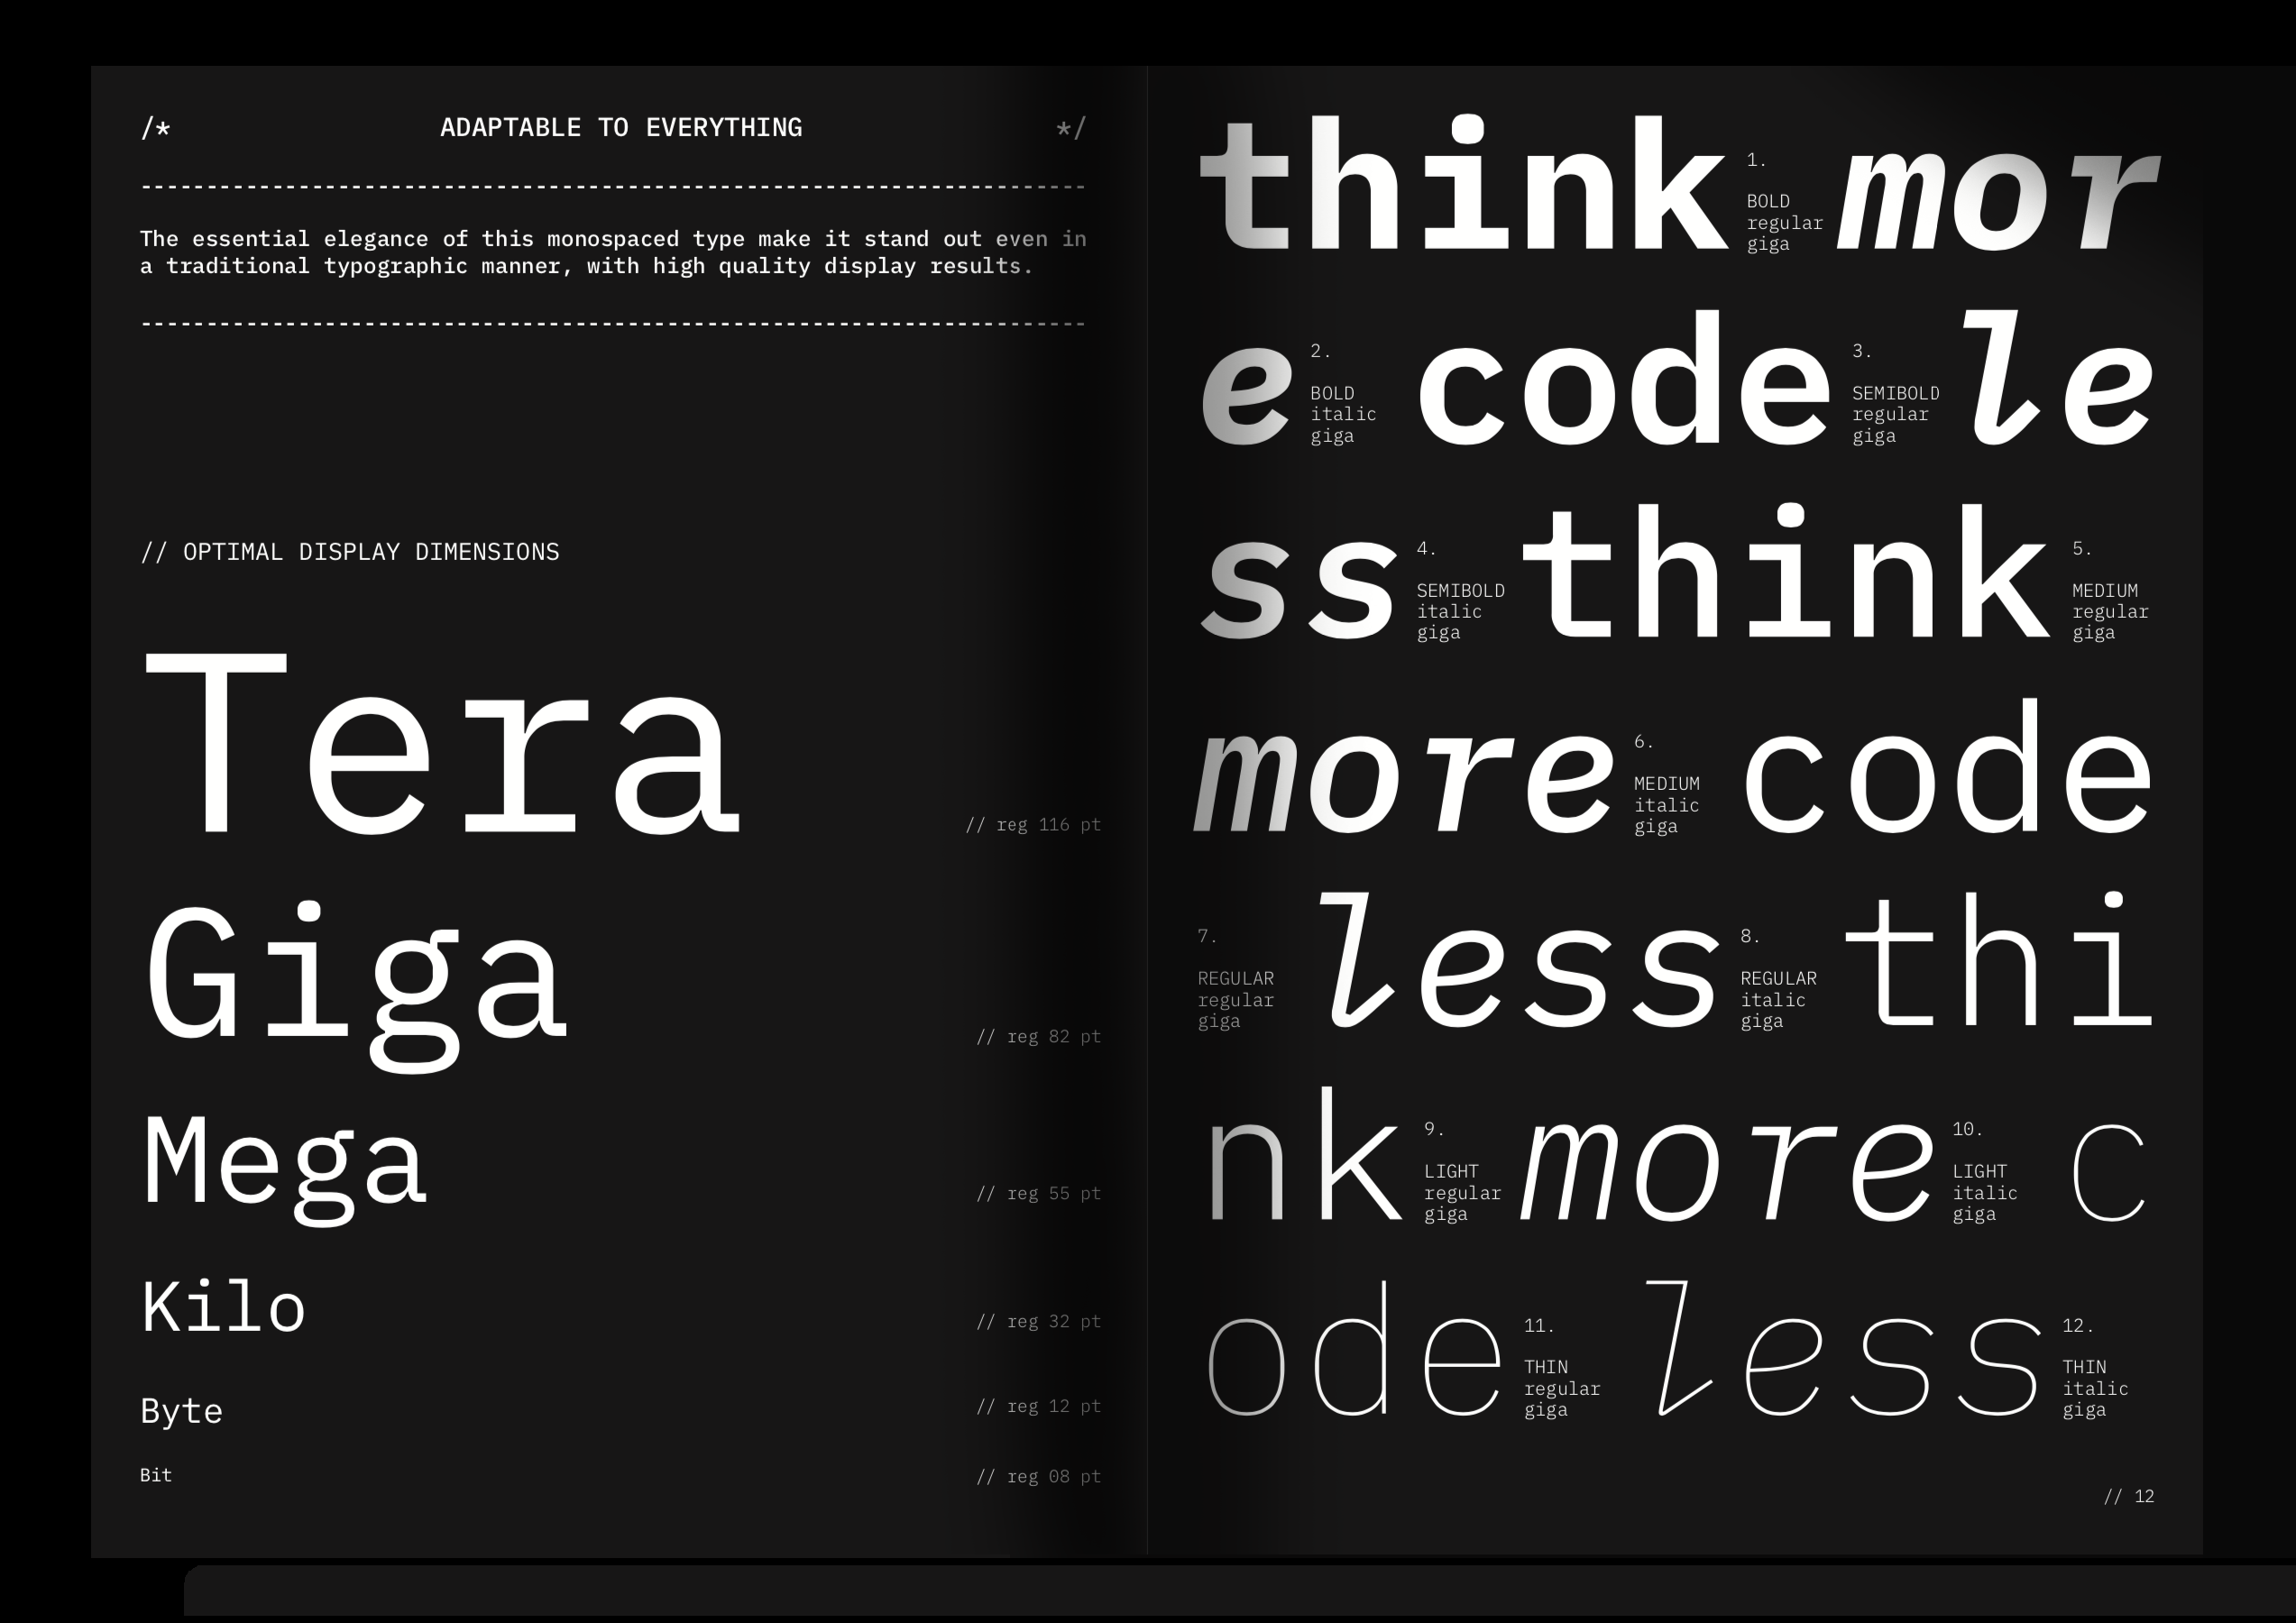 /* ADAPTABLE TO EVERYTHING */
--------------------------------------------------------------------
The essential elegance of this monospaced type make it stand out even in
a traditional typographic manner, with high quality display results.
--------------------------------------------------------------------
// OPTIMAL DISPLAY DIMENSIONS
Tera // reg 116 pt
Giga // reg 82 pt
Mega // reg 55 pt
Kilo // reg 32 pt
Byte // reg 12 pt
Bit // reg 08 pt
think 1. BOLD regular giga mor
e 2. BOLD italic giga code 3. SEMIBOLD regular giga le
ss 4. SEMIBOLD italic giga think 5. MEDIUM regular giga
more 6. MEDIUM italic giga code
7. REGULAR regular giga less 8. REGULAR italic giga thi
nk 9. LIGHT regular giga more 10. LIGHT italic giga c
ode 11. THIN regular giga less 12. THIN italic giga
// 12